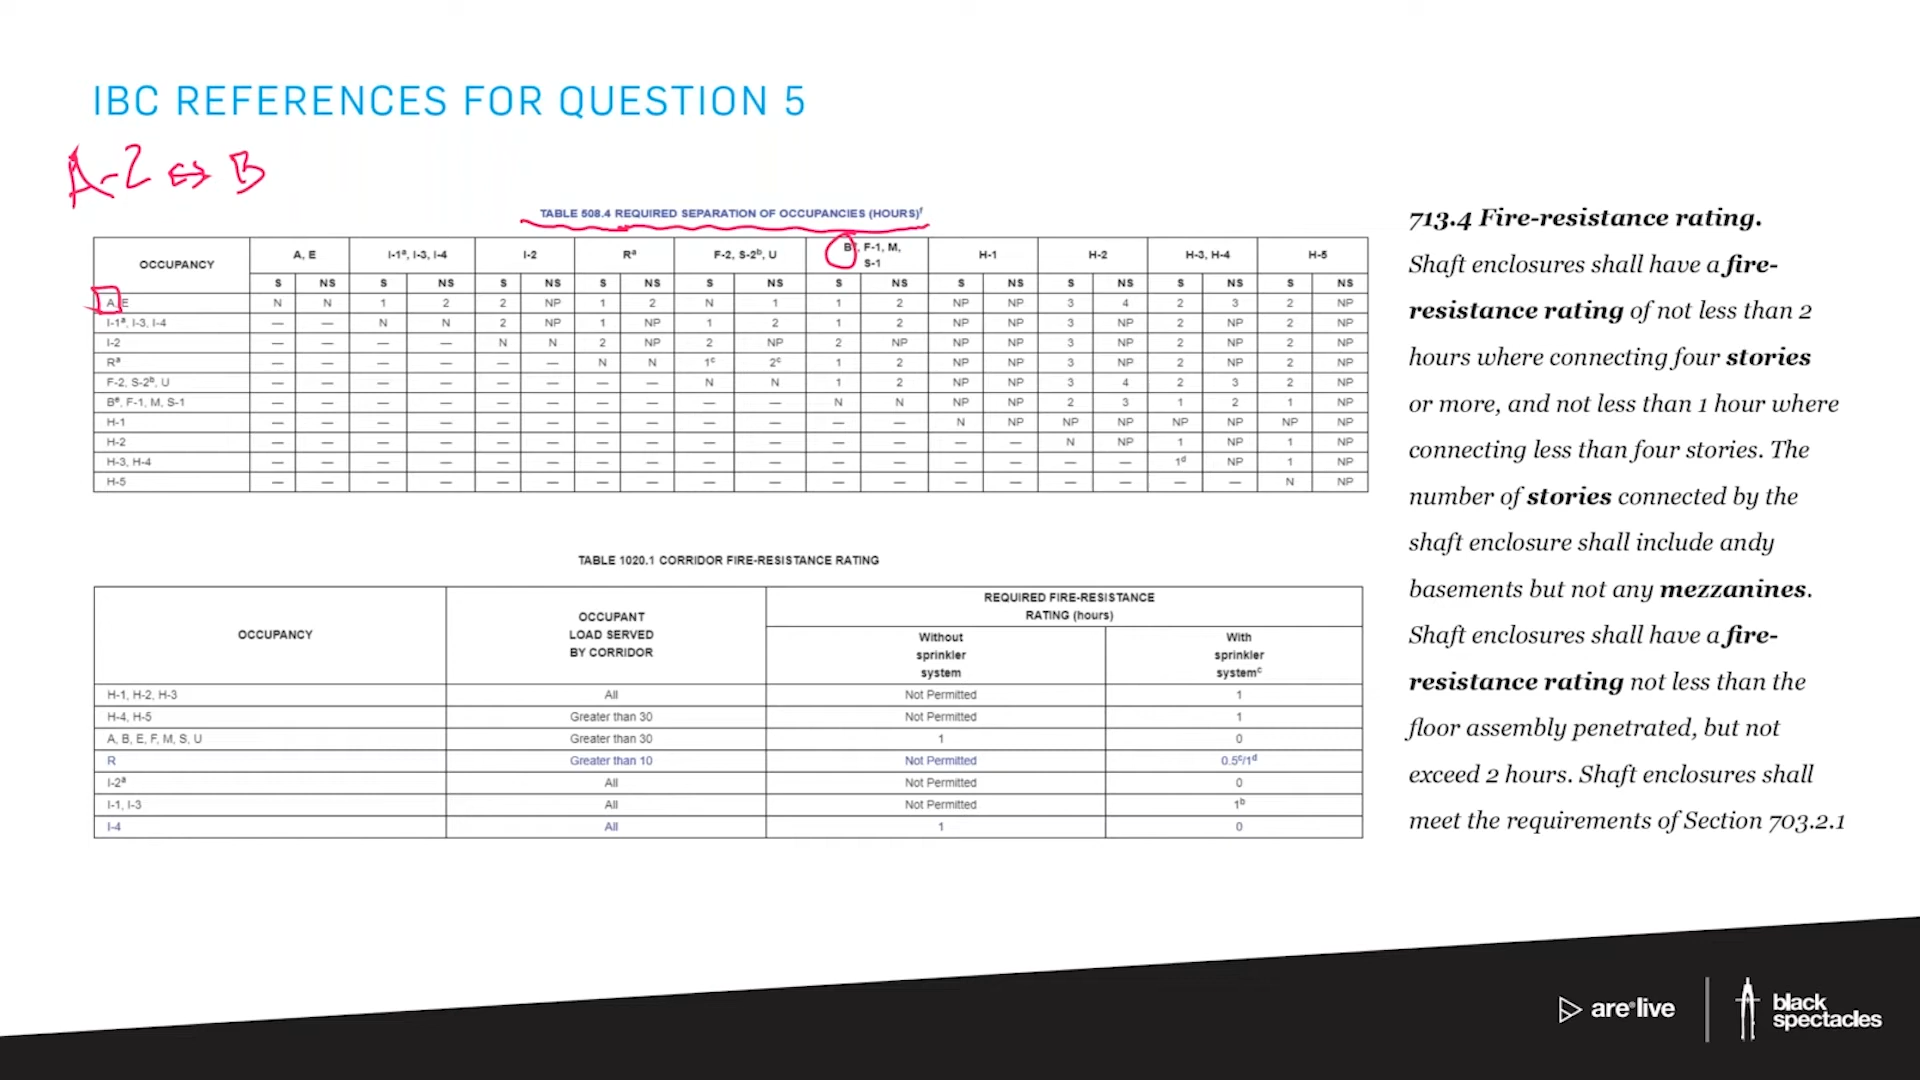 IBC REFERENCES FOR QUESTION 5
A-2 ⇔ B
TABLE 508.4 REQUIRED SEPARATION OF OCCUPANCIES (HOURS)f
OCCUPANCY A, E I-1a, I-3, I-4 I-2 Ra F-2, S-2b, U Be, F-1, M, S-1 H-1 H-2 H-3, H-4 H-5
S NS S NS S NS S NS S NS S NS S NS S NS S NS S NS
A, E N N 1 2 2 NP 1 2 N 1 1 2 NP NP 3 4 2 3 2 NP
I-1a, I-3, I-4 — — N N 2 NP 1 NP 1 2 1 2 NP NP 3 NP 2 NP 2 NP
I-2 — — — — N N 2 NP 2 NP 2 NP NP NP 3 NP 2 NP 2 NP
Ra — — — — — — N N 1c 2c 1 2 NP NP 3 NP 2 NP 2 NP
F-2, S-2b, U — — — — — — — — N N 1 2 NP NP 3 4 2 3 2 NP
Be, F-1, M, S-1 — — — — — — — — — — N N NP NP 2 3 1 2 1 NP
H-1 — — — — — — — — — — — — N NP NP NP NP NP NP NP
H-2 — — — — — — — — — — — — — — N NP 1 NP 1 NP
H-3, H-4 — — — — — — — — — — — — — — — — 1d NP 1 NP
H-5 — — — — — — — — — — — — — — — — — — N NP
TABLE 1020.1 CORRIDOR FIRE-RESISTANCE RATING
OCCUPANCY
OCCUPANT
LOAD SERVED
BY CORRIDOR
REQUIRED FIRE-RESISTANCE
RATING (hours)
Without
sprinkler
system
With
sprinkler
systemc
H-1, H-2, H-3 All Not Permitted 1
H-4, H-5 Greater than 30 Not Permitted 1
A, B, E, F, M, S, U Greater than 30 1 0
R Greater than 10 Not Permitted 0.5c/1d
I-2a All Not Permitted 0
I-1, I-3 All Not Permitted 1b
I-4 All 1 0
713.4 Fire-resistance rating.
Shaft enclosures shall have a fire-
resistance rating of not less than 2
hours where connecting four stories
or more, and not less than 1 hour where
connecting less than four stories. The
number of stories connected by the
shaft enclosure shall include andy
basements but not any mezzanines.
Shaft enclosures shall have a fire-
resistance rating not less than the
floor assembly penetrated, but not
exceed 2 hours. Shaft enclosures shall
meet the requirements of Section 703.2.1
are®live
black
spectacles